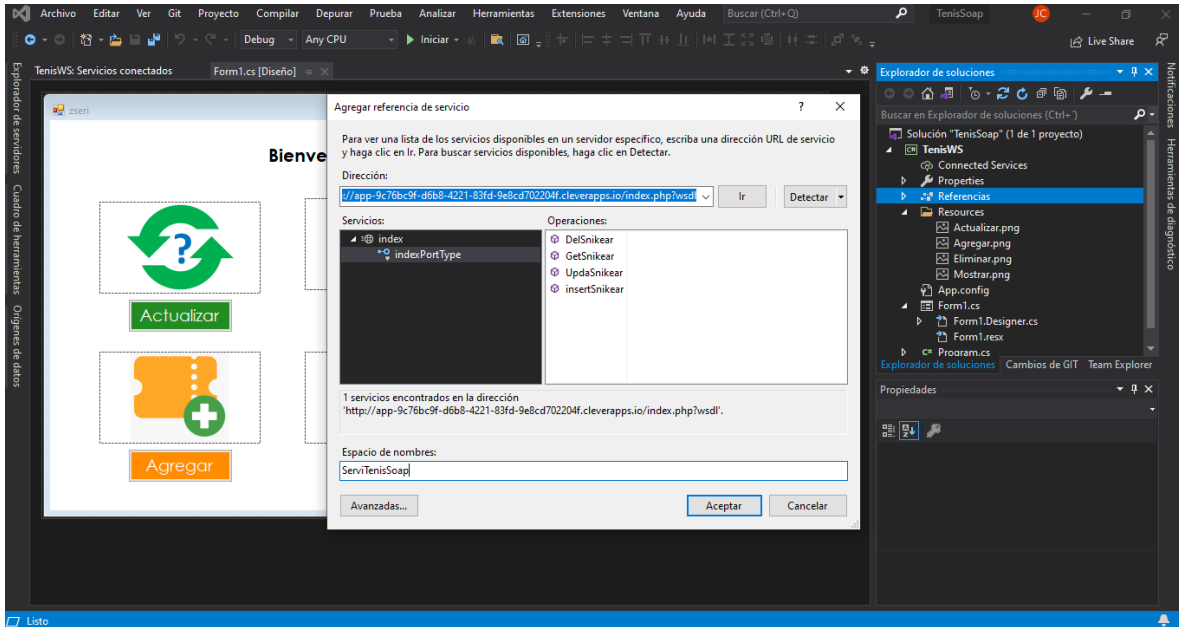 Archivo Editar Ver Git Proyecto Compilar Depurar Prueba Analizar Herramientas Extensiones Ventana Ayuda Buscar (Ctrl+Q) TenisSoap JC
Debug Any CPU Iniciar Live Share
Explorador de servidores
Cuadro de herramientas
Orígenes de datos
TenisWS: Servicios conectados Form1.cs [Diseño]
zseri
Bienve
Actualizar
Agregar
Agregar referencia de servicio ?
Para ver una lista de los servicios disponibles en un servidor específico, escriba una dirección URL de servicio
y haga clic en Ir. Para buscar servicios disponibles, haga clic en Detectar.
Dirección:
://app-9c76bc9f-d6b8-4221-83fd-9e8cd702204f.cleverapps.io/index.php?wsdl Ir Detectar
Servicios: Operaciones:
index
indexPortType
DelSnikear
GetSnikear
UpdaSnikear
insertSnikear
1 servicios encontrados en la dirección
'http://app-9c76bc9f-d6b8-4221-83fd-9e8cd702204f.cleverapps.io/index.php?wsdl'.
Espacio de nombres:
ServiTenisSoap
Avanzadas... Aceptar Cancelar
Explorador de soluciones
Buscar en Explorador de soluciones (Ctrl+¨)
Solución "TenisSoap" (1 de 1 proyecto)
TenisWS
Connected Services
Properties
Referencias
Resources
Actualizar.png
Agregar.png
Eliminar.png
Mostrar.png
App.config
Form1.cs
Form1.Designer.cs
Form1.resx
Program.cs
Explorador de soluciones Cambios de GIT Team Explorer
Propiedades
Notificaciones
Herramientas de diagnóstico
Listo